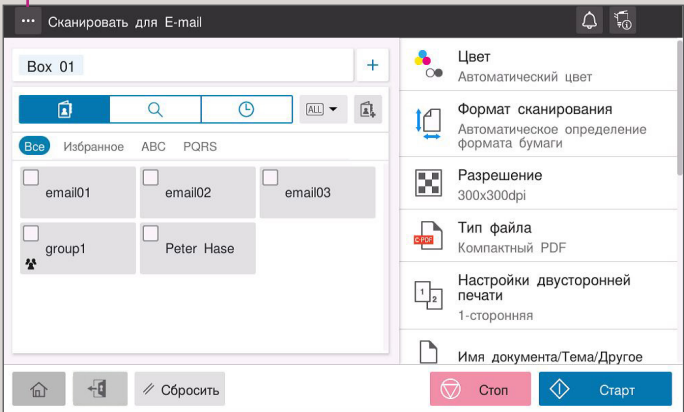 Сканировать для E-mail
Box 01
+
ALL
Все Избранное ABC PQRS
email01 email02 email03
group1 Peter Hase
Цвет
Автоматический цвет
Формат сканирования
Автоматическое определение
формата бумаги
Разрешение
300x300dpi
C-PDF
Тип файла
Компактный PDF
1 2
Настройки двусторонней
печати
1-сторонняя
Имя документа/Тема/Другое
Сбросить
Стоп
Старт